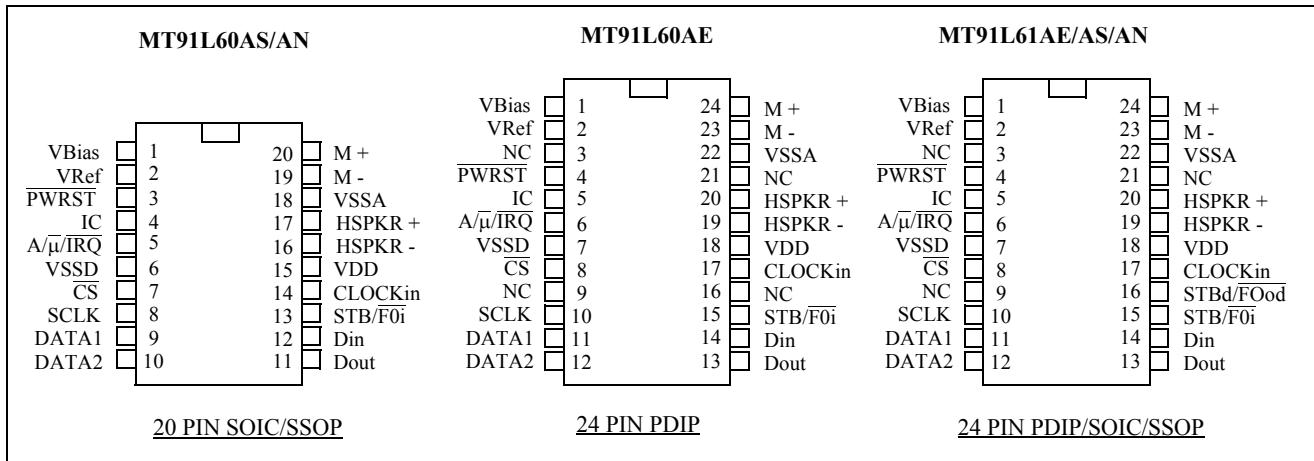 MT91L60AS/AN
VBias 1 20 M +
VRef 2 19 M -
PWRST 3 18 VSSA
IC 4 17 HSPKR +
A/μ/IRQ 5 16 HSPKR -
VSSD 6 15 VDD
CS 7 14 CLOCKin
SCLK 8 13 STB/F0i
DATA1 9 12 Din
DATA2 10 11 Dout
20 PIN SOIC/SSOP
MT91L60AE
VBias 1 24 M +
VRef 2 23 M -
NC 3 22 VSSA
PWRST 4 21 NC
IC 5 20 HSPKR +
A/μ/IRQ 6 19 HSPKR -
VSSD 7 18 VDD
CS 8 17 CLOCKin
NC 9 16 NC
SCLK 10 15 STB/F0i
DATA1 11 14 Din
DATA2 12 13 Dout
24 PIN PDIP
MT91L61AE/AS/AN
VBias 1 24 M +
VRef 2 23 M -
NC 3 22 VSSA
PWRST 4 21 NC
IC 5 20 HSPKR +
A/μ/IRQ 6 19 HSPKR -
VSSD 7 18 VDD
CS 8 17 CLOCKin
NC 9 16 STBd/FOod
SCLK 10 15 STB/F0i
DATA1 11 14 Din
DATA2 12 13 Dout
24 PIN PDIP/SOIC/SSOP